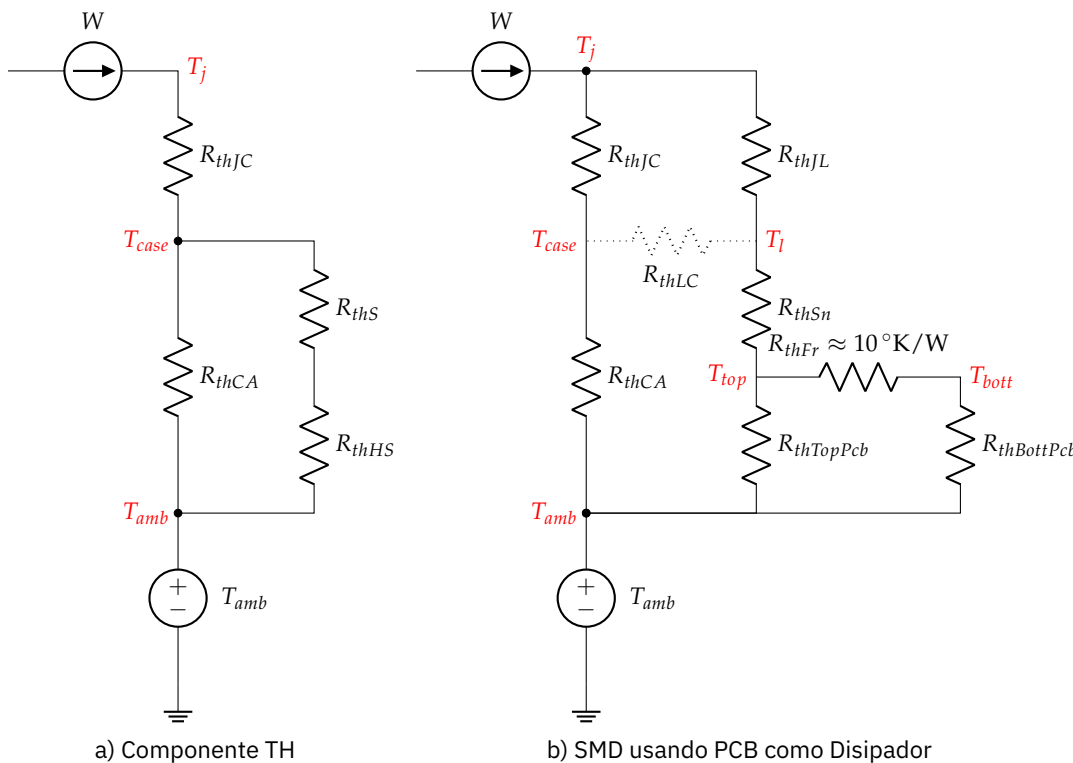 W
T_j
R_thJC
T_case
R_thS
R_thCA
R_thHS
T_amb
+
−
T_amb
a) Componente TH
W
T_j
R_thJC
R_thJL
T_case
T_l
R_thLC
R_thSn
R_thFr ≈ 10 °K/W
R_thCA
T_top
T_bott
R_thTopPcb
R_thBottPcb
T_amb
+
−
T_amb
b) SMD usando PCB como Disipador